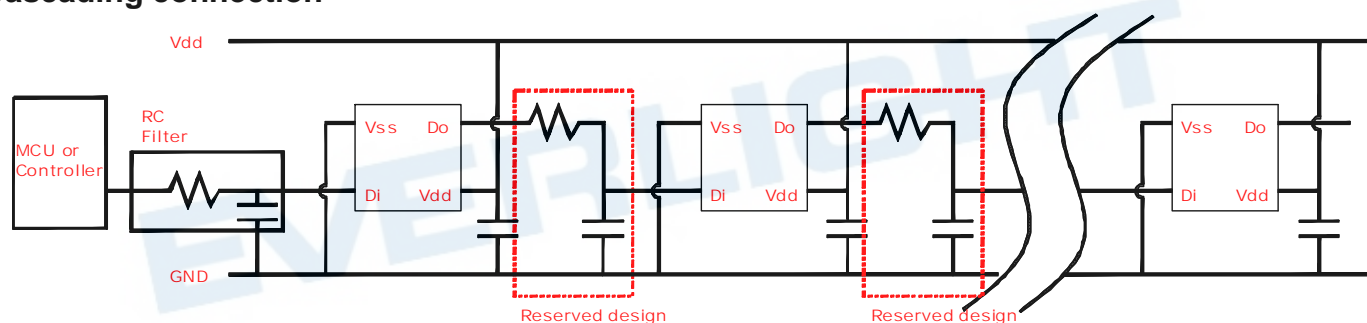 cascading connection
Vdd
RC
Filter
MCU or
Controller
Vss Do
Di Vdd
Vss Do
Di Vdd
Vss Do
Di Vdd
GND
Reserved design
Reserved design
EVERLIGHT